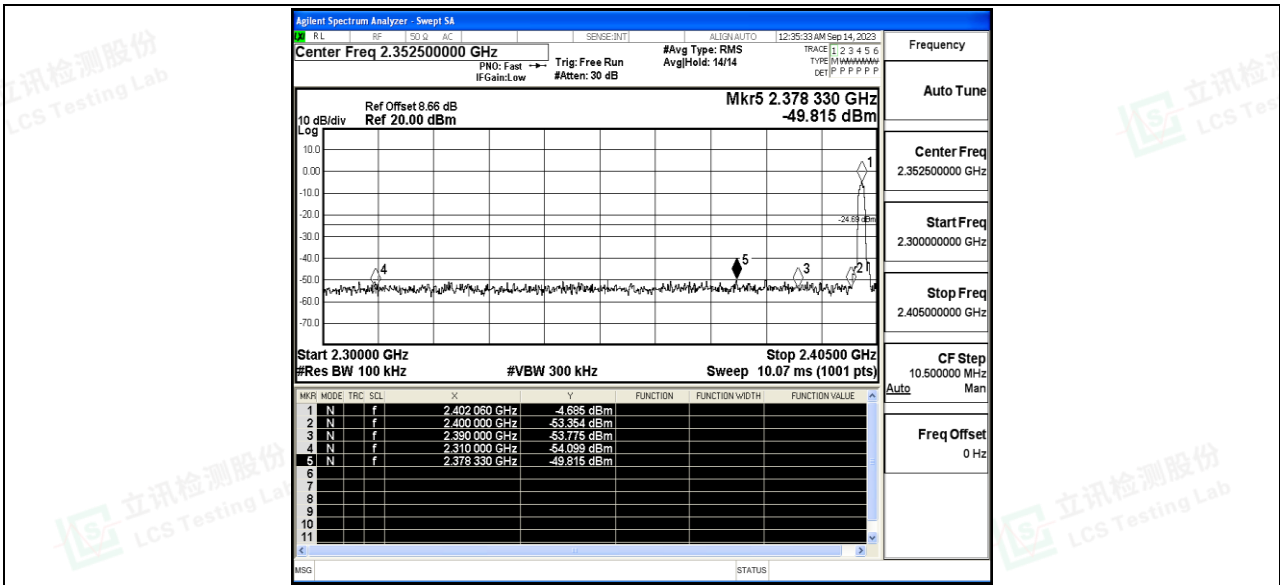 Agilent Spectrum Analyzer - Swept SA
RL RF 50 Ω AC SENSE:INT ALIGN AUTO 12:35:33 AM Sep 14, 2023
Center Freq 2.352500000 GHz
PNO: Fast
IFGain:Low
Trig: Free Run
#Atten: 30 dB
#Avg Type: RMS
Avg|Hold: 14/14
TRACE 1 2 3 4 5 6
TYPE M W W W W W
DET P P P P P P
Mkr5 2.378 330 GHz
-49.815 dBm
Ref Offset 8.66 dB
10 dB/div Ref 20.00 dBm
Log
10.0
0.00
-10.0
-20.0
-30.0
-40.0
-50.0
-60.0
-70.0
-24.69 dBm
1
2
3
4
5
Start 2.30000 GHz Stop 2.40500 GHz
#Res BW 100 kHz #VBW 300 kHz Sweep 10.07 ms (1001 pts)
MKR MODE TRC SCL X Y FUNCTION FUNCTION WIDTH FUNCTION VALUE
1 N f 2.402 060 GHz -4.685 dBm
2 N f 2.400 000 GHz -53.354 dBm
3 N f 2.390 000 GHz -53.775 dBm
4 N f 2.310 000 GHz -54.099 dBm
5 N f 2.378 330 GHz -49.815 dBm
6
7
8
9
10
11
MSG STATUS
Frequency
Auto Tune
Center Freq
2.352500000 GHz
Start Freq
2.300000000 GHz
Stop Freq
2.405000000 GHz
CF Step
10.500000 MHz
Auto Man
Freq Offset
0 Hz
立讯检测股份
LCS Testing Lab
立讯检测股份
LCS Testing Lab
立讯检测股份
LCS Testing Lab